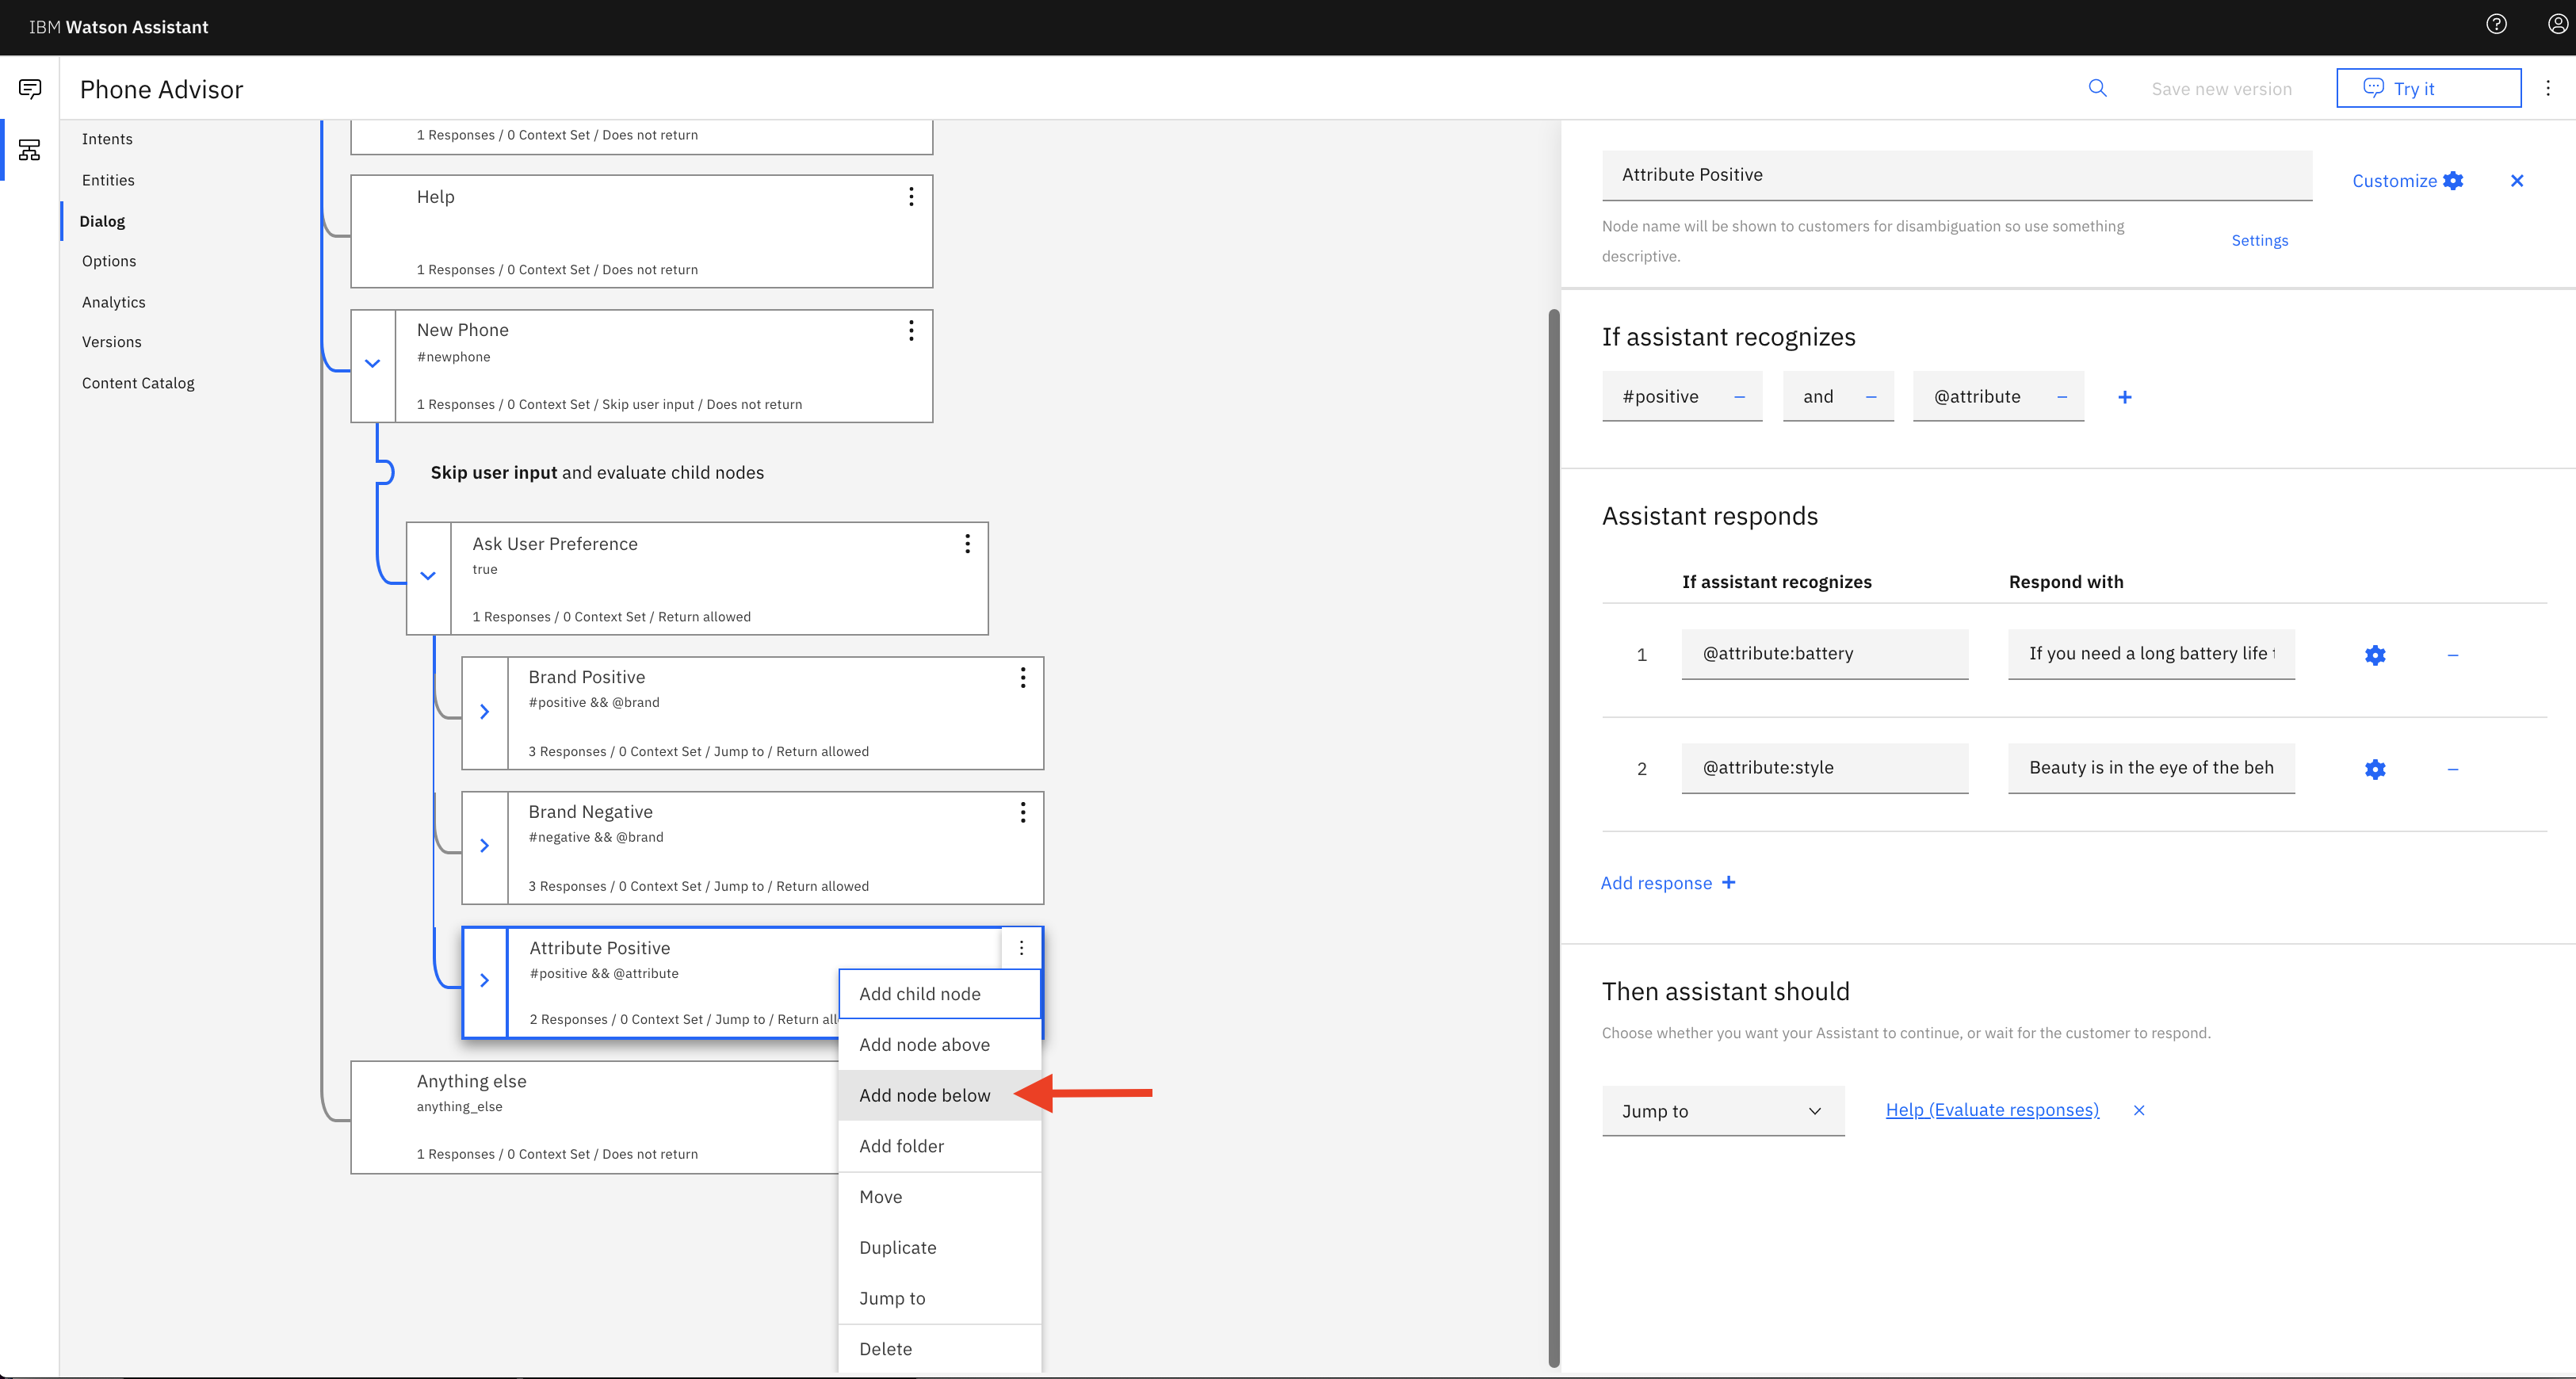 IBM Watson Assistant
Phone Advisor
Save new version
Try it
Intents
Entities
Dialog
Options
Analytics
Versions
Content Catalog
1 Responses / 0 Context Set / Does not return
Help
1 Responses / 0 Context Set / Does not return
New Phone
#newphone
1 Responses / 0 Context Set / Skip user input / Does not return
Skip user input and evaluate child nodes
Ask User Preference
true
1 Responses / 0 Context Set / Return allowed
Brand Positive
#positive && @brand
3 Responses / 0 Context Set / Jump to / Return allowed
Brand Negative
#negative && @brand
3 Responses / 0 Context Set / Jump to / Return allowed
Attribute Positive
#positive && @attribute
2 Responses / 0 Context Set / Jump to / Return all
Anything else
anything_else
1 Responses / 0 Context Set / Does not return
Add child node
Add node above
Add node below
Add folder
Move
Duplicate
Jump to
Delete
Attribute Positive
Customize
Node name will be shown to customers for disambiguation so use something
descriptive.
Settings
If assistant recognizes
#positive and @attribute
Assistant responds
If assistant recognizes Respond with
1 @attribute:battery If you need a long battery life
2 @attribute:style Beauty is in the eye of the beh
Add response
Then assistant should
Choose whether you want your Assistant to continue, or wait for the customer to respond.
Jump to Help (Evaluate responses)